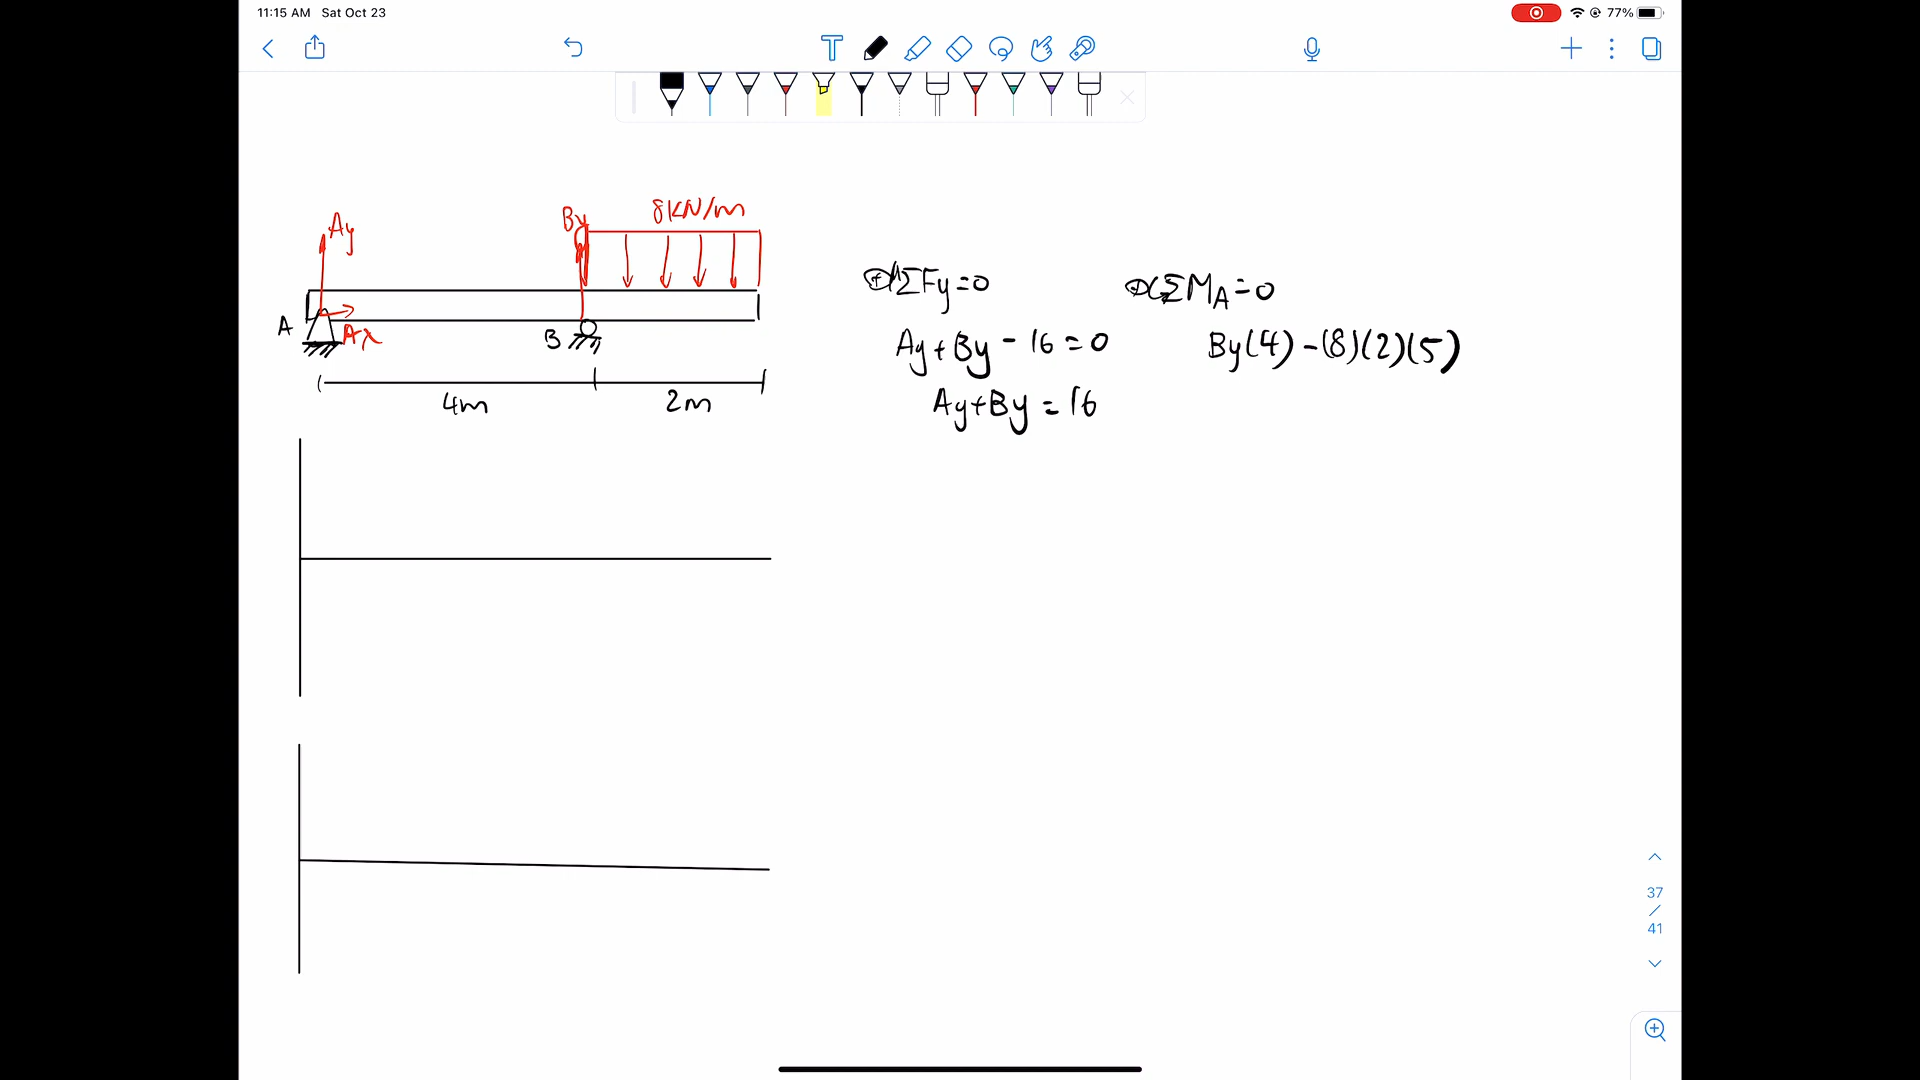 11:15 AM Sat Oct 23
77%
T
Ay
By
8KN/m
A
Ax
B
4m
2m
⊕↑ΣFy=0
Ay+By-16=0
Ay+By=16
⊕ΣMA=0
By(4)-(8)(2)(5)
37
/
41